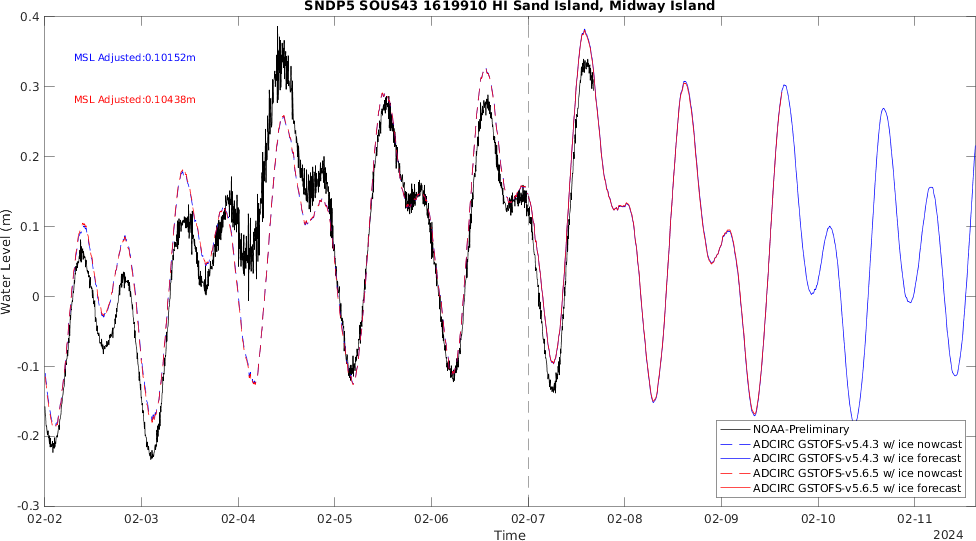 SNDP5 SOUS43 1619910 HI Sand Island, Midway Island
0.4
0.3
0.2
0.1
0
-0.1
-0.2
-0.3
Water Level (m)
MSL Adjusted:0.10152m
MSL Adjusted:0.10438m
NOAA-Preliminary
ADCIRC GSTOFS-v5.4.3 w/ ice nowcast
ADCIRC GSTOFS-v5.4.3 w/ ice forecast
ADCIRC GSTOFS-v5.6.5 w/ ice nowcast
ADCIRC GSTOFS-v5.6.5 w/ ice forecast
02-02 02-03 02-04 02-05 02-06 02-07 02-08 02-09 02-10 02-11
Time
2024